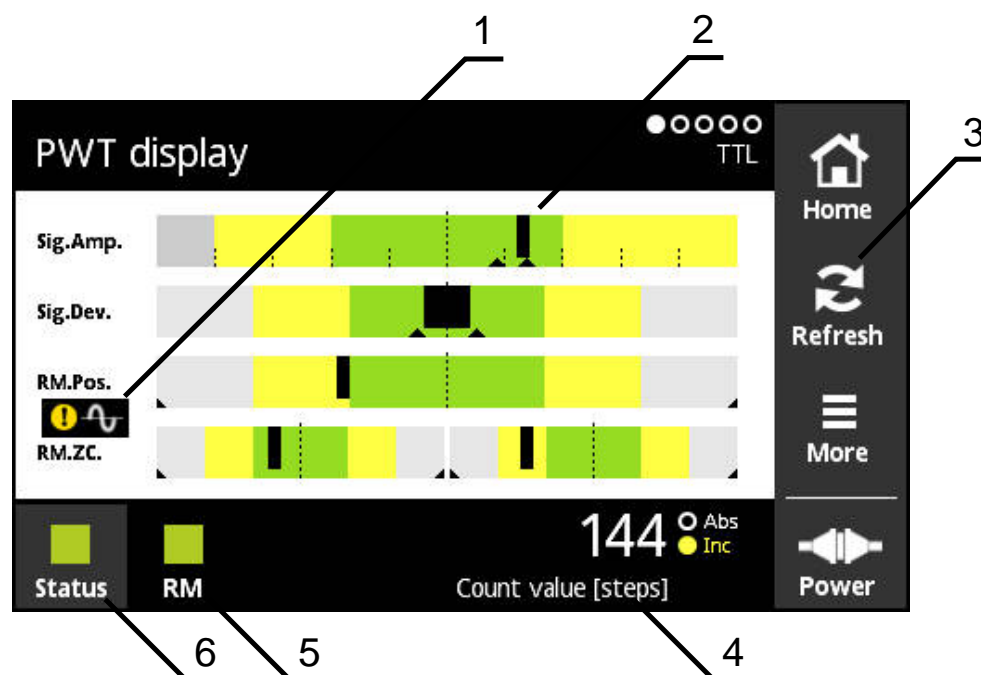 1
2
3
PWT display
TTL
Home
Sig.Amp.
Sig.Dev.
Refresh
RM.Pos.
RM.ZC.
More
144
Abs
Inc
Status
RM
Count value [steps]
Power
6
5
4